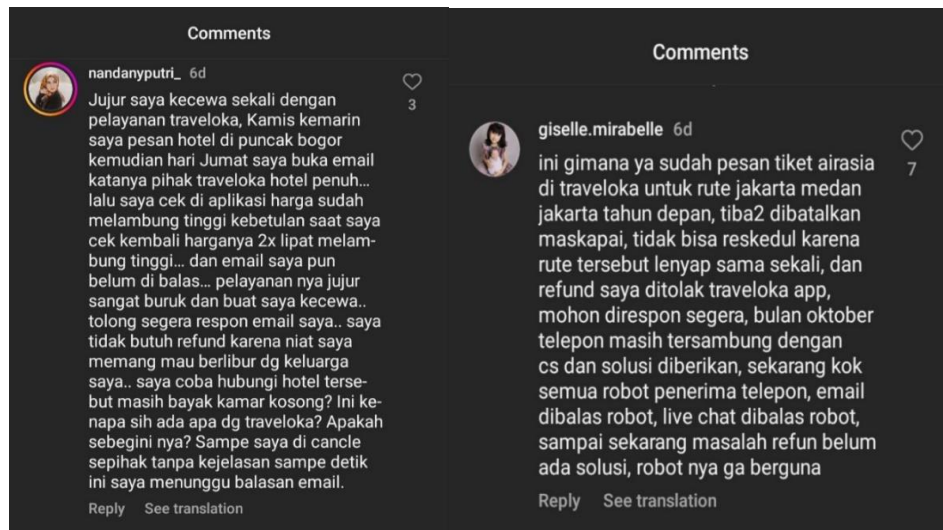 Comments
nandanyputri_ 6d
Jujur saya kecewa sekali dengan
pelayanan traveloka, Kamis kemarin
saya pesan hotel di puncak bogor
kemudian hari Jumat saya buka email
katanya pihak traveloka hotel penuh...
lalu saya cek di aplikasi harga sudah
melambung tinggi kebetulan saat saya
cek kembali harganya 2x lipat melam-
bung tinggi... dan email saya pun
belum di balas... pelayanan nya jujur
sangat buruk dan buat saya kecewa..
tolong segera respon email saya.. saya
tidak butuh refund karena niat saya
memang mau berlibur dg keluarga
saya.. saya coba hubungi hotel terse-
but masih bayak kamar kosong? Ini ke-
napa sih ada apa dg traveloka? Apakah
sebegini nya? Sampe saya di cancle
sepihak tanpa kejelasan sampe detik
ini saya menunggu balasan email.
3
Reply See translation
Comments
giselle.mirabelle 6d
ini gimana ya sudah pesan tiket airasia
di traveloka untuk rute jakarta medan
jakarta tahun depan, tiba2 dibatalkan
maskapai, tidak bisa reskedul karena
rute tersebut lenyap sama sekali, dan
refund saya ditolak traveloka app,
mohon direspon segera, bulan oktober
telepon masih tersambung dengan
cs dan solusi diberikan, sekarang kok
semua robot penerima telepon, email
dibalas robot, live chat dibalas robot,
sampai sekarang masalah refun belum
ada solusi, robot nya ga berguna
7
Reply See translation